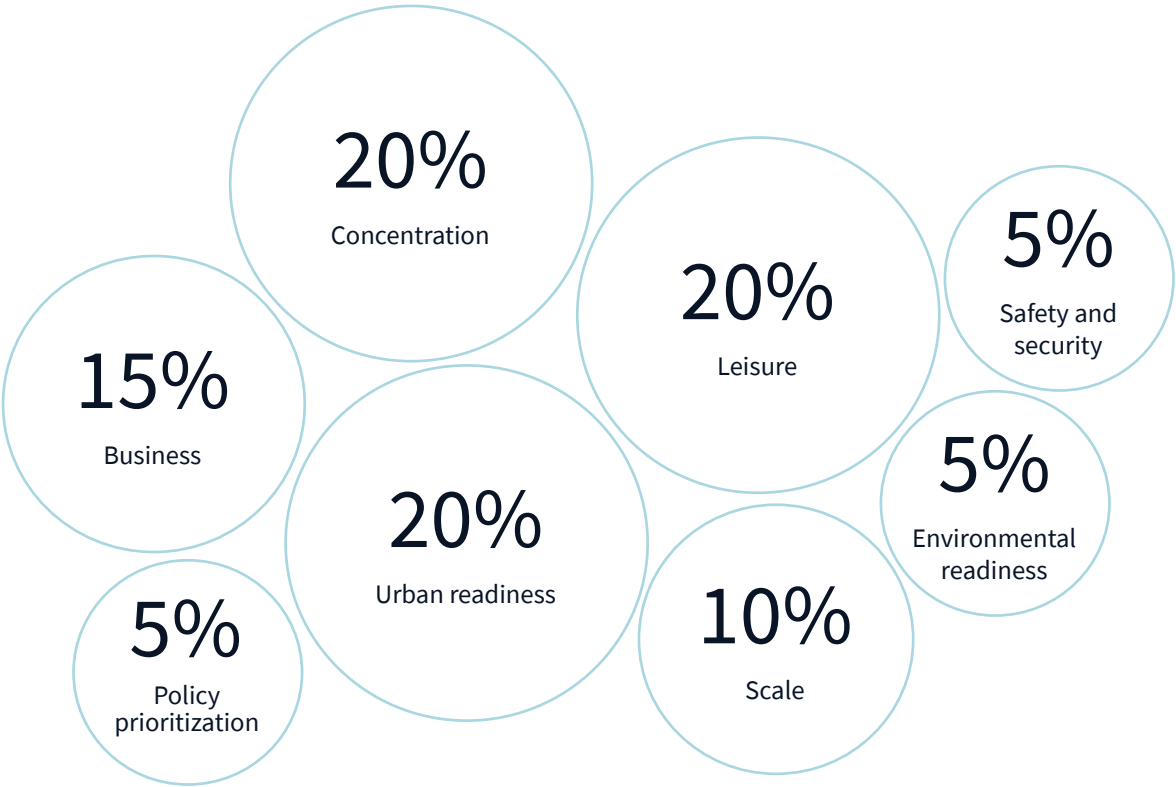 20%
Concentration
20%
Leisure
5%
Safety and
security
15%
Business
20%
Urban readiness
5%
Environmental
readiness
5%
Policy
prioritization
10%
Scale